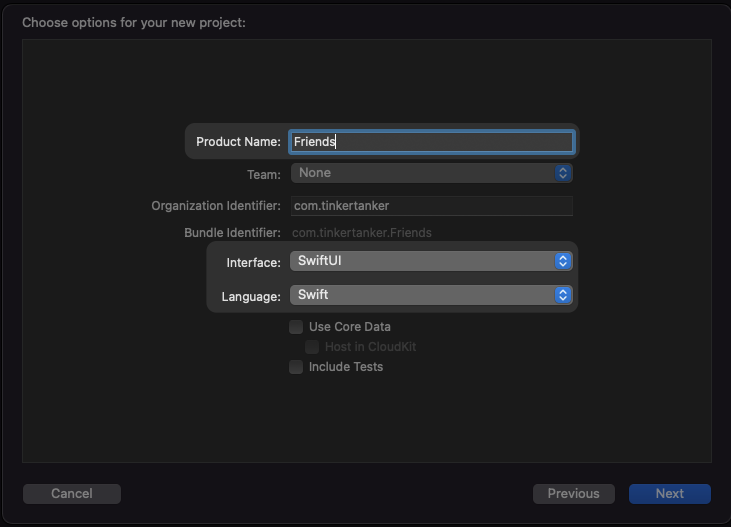 Choose options for your new project:
Product Name: Friends
Team: None
Organization Identifier: com.tinkertanker
Bundle Identifier: com.tinkertanker.Friends
Interface: SwiftUI
Language: Swift
Use Core Data
Host in CloudKit
Include Tests
Cancel Previous Next